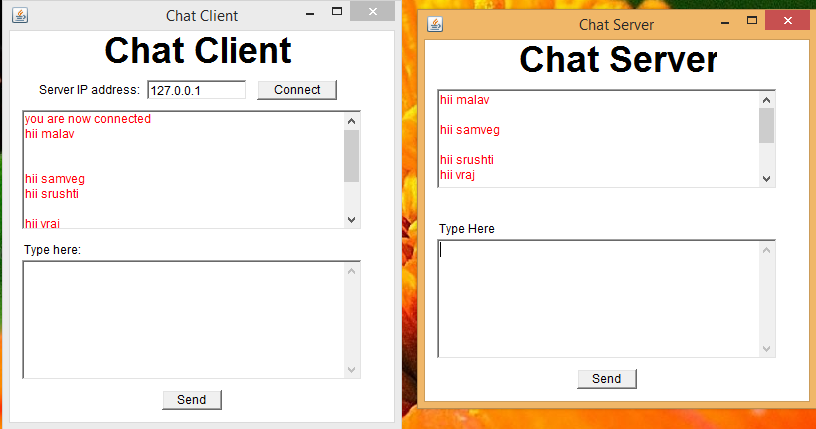 Chat Client
Chat Client
Server IP address: 127.0.0.1 Connect
you are now connected
hii malav
hii samveg
hii srushti
hii vraj
Type here:
Send
Chat Server
Chat Server
hii malav
hii samveg
hii srushti
hii vraj
Type Here
Send